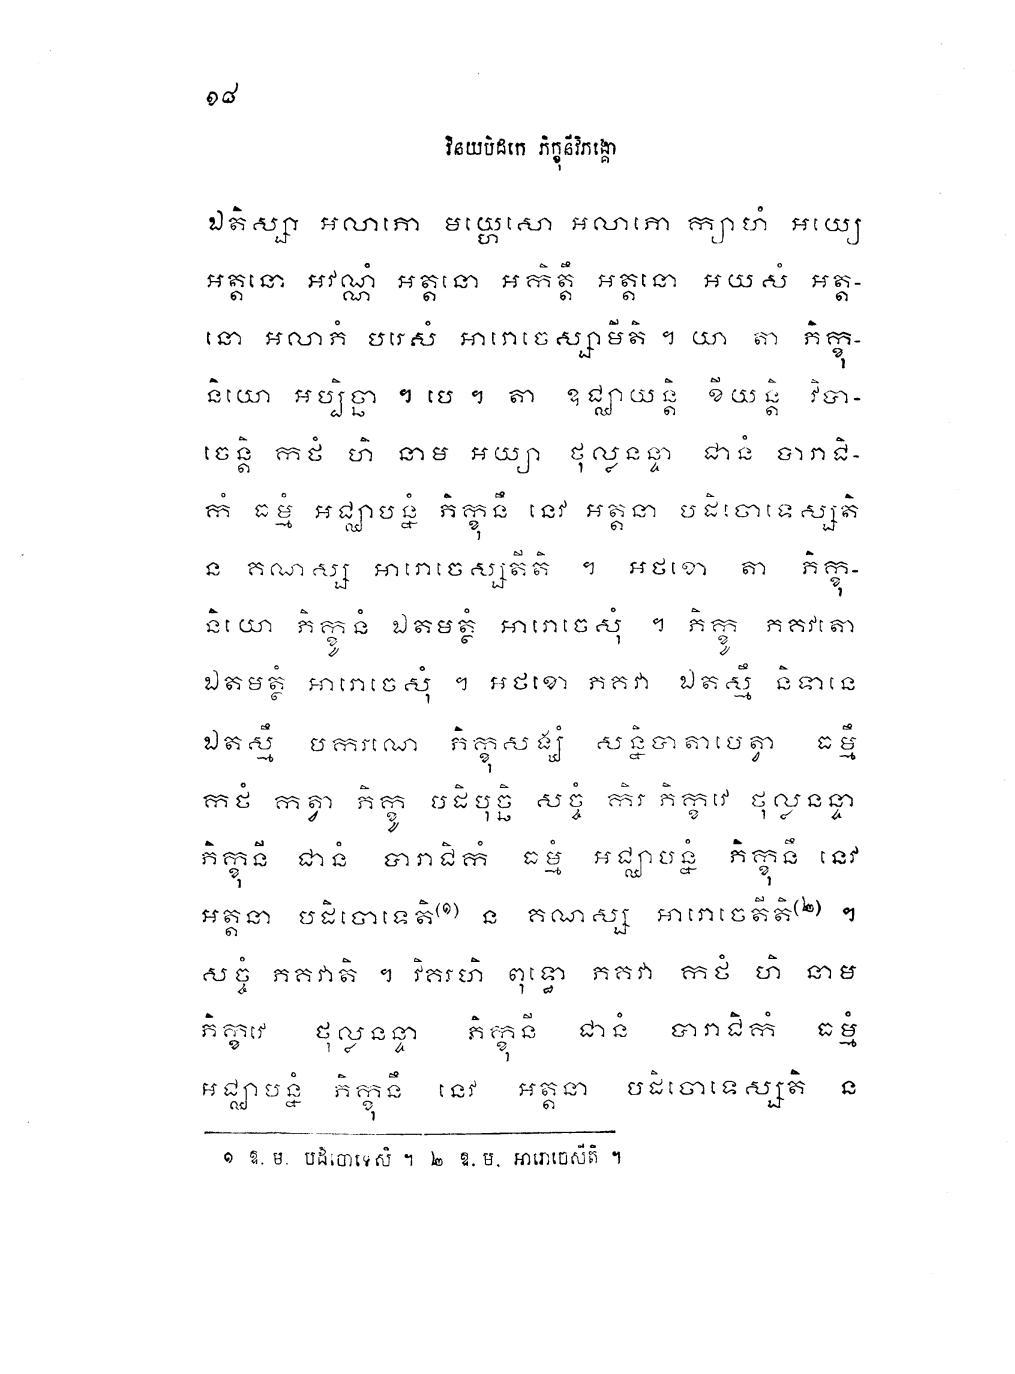 ១៨
វិនយបិដកេ ភិក្ខុនីវិភង្គោ
ឯតិស្សា អលាភោ មយ្ហេសោ អលាភោ ក្យាហំ អយ្យេ
អត្តនោ អវណ្ណំ អត្តនោ អកិត្តឹ អត្តនោ អយសំ អត្ត-
នោ អលាភំ បរេសំ អារោចេស្សាមីតិ ។ យា តា ភិក្ខុ-
និយោ អប្បិច្ឆា ។ បេ ។ តា ឧជ្ឈាយន្តិ ខីយន្តិ វិបា-
ចេន្តិ កថំ ហិ នាម អយ្យា ថុល្លនន្ទា ជានំ បារាជិ-
កំ ធម្មំ អជ្ឈាបន្នំ ភិក្ខុនឹ នេវ អត្តនា បដិចោទេស្សតិ
ន គណស្ស អារោចេស្សតីតិ ។ អថខោ តា ភិក្ខុ-
និយោ ភិក្ខូនំ ឯតមត្ថំ អារោចេសុំ ។ ភិក្ខូ ភគវតោ
ឯតមត្ថំ អារោចេសុំ ។ អថខោ ភគវា ឯតស្មឹ និទានេ
ឯតស្មឹ បករណេ ភិក្ខុសង្ឃំ សន្និបាតាបេត្វា ធម្មឹ
កថំ កត្វា ភិក្ខូ បដិបុច្ឆិ សច្ចំ កិរ ភិក្ខវេ ថុល្លនន្ទា
ភិក្ខុនី ជានំ បារាជិកំ ធម្មំ អជ្ឈាបន្នំ ភិក្ខុនឹ នេវ
អត្តនា បដិចោទេតិ(១) ន គណស្ស អារោចេតីតិ(២) ។
សច្ចំ ភគវាតិ ។ វិគរហិ ពុទ្ធោ ភគវា កថំ ហិ នាម
ភិក្ខវេ ថុល្លនន្ទា ភិក្ខុនី ជានំ បារាជិកំ ធម្មំ
អជ្ឈាបន្នំ ភិក្ខុនឹ នេវ អត្តនា បដិចោទេស្សតិ ន
១ ឱ. ម. បដិចោទេសិ ។ ២ ឱ. ម. អារោចេសីតិ ។